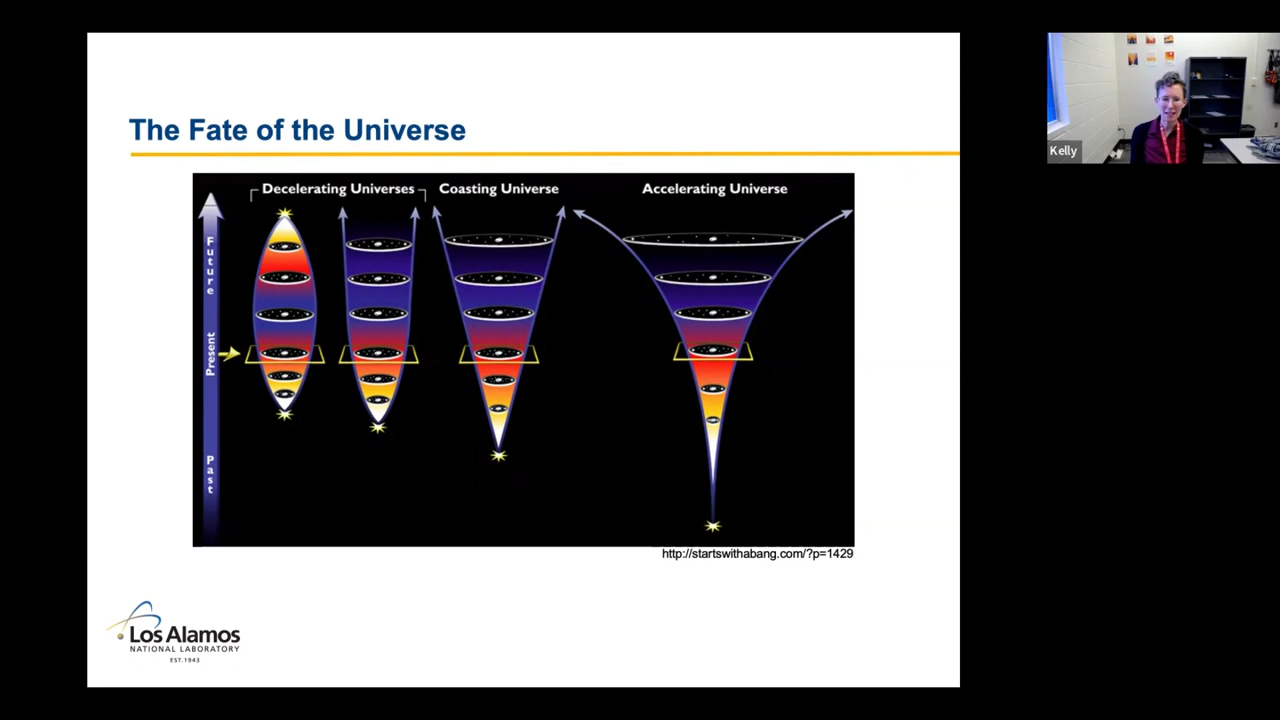 The Fate of the Universe
Decelerating Universes
Coasting Universe
Accelerating Universe
Future
Present
Past
http://startswithabang.com/?p=1429
Los Alamos
NATIONAL LABORATORY
EST.1943
Kelly